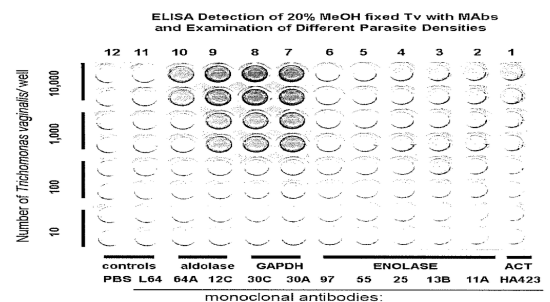 ELISA Detection of 20% MeOH fixed Tv with MAbs
and Examination of Different Parasite Densities
12 11 10 9 8 7 6 5 4 3 2 1
Number of Trichomonas vaginalis/ well
10,000
1,000
100
10
controls aldolase GAPDH ENOLASE ACT
PBS L64 64A 12C 30C 30A 97 55 25 13B 11A HA423
monoclonal antibodies: